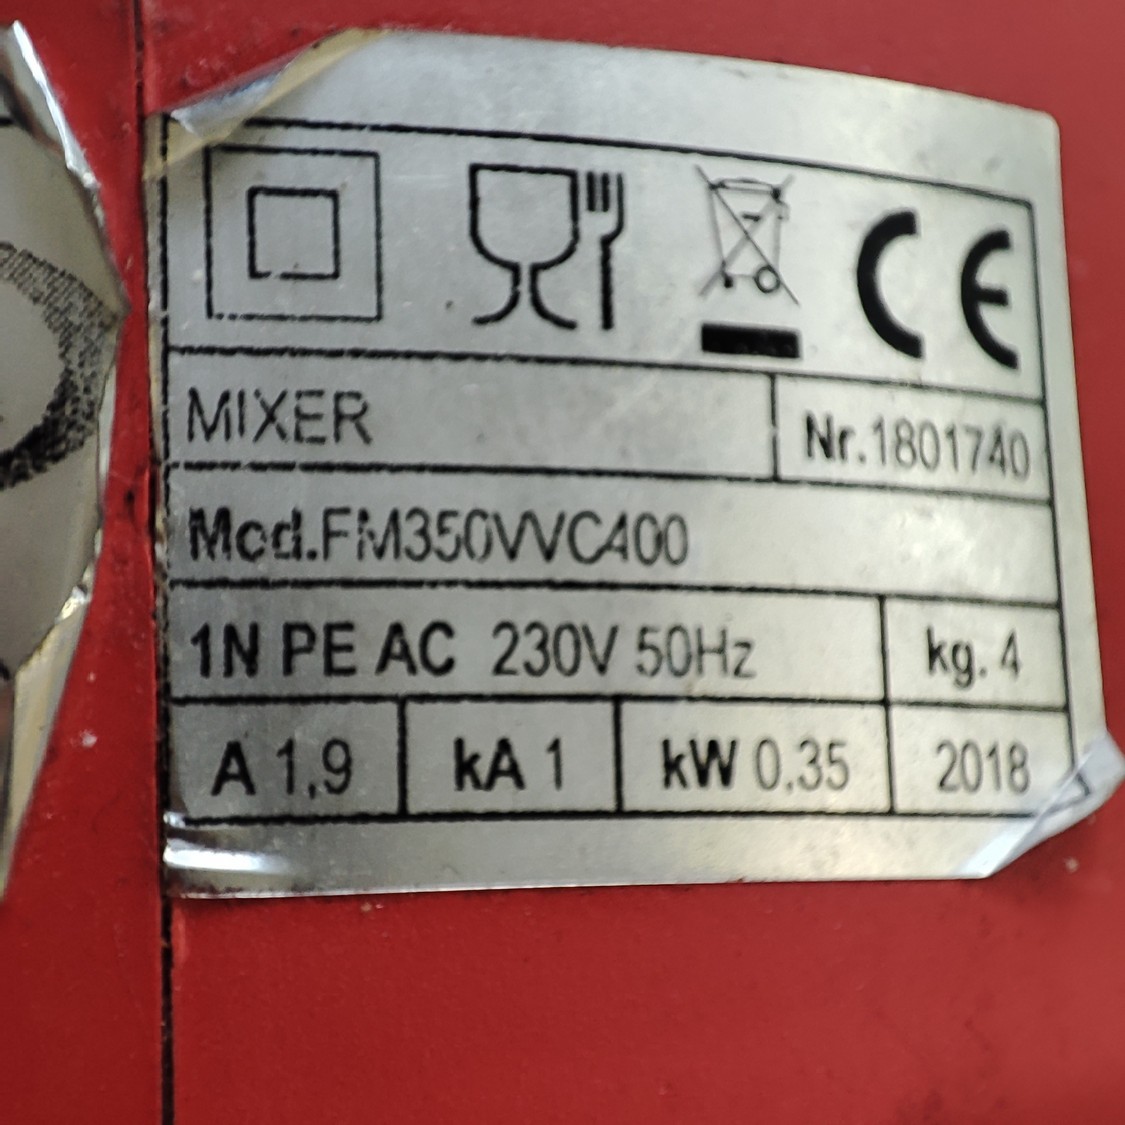 CE
MIXER
Nr.1801740
Mod.FM350VVC400
1N PE AC 230V 50Hz
kg. 4
A 1,9
kA 1
kW 0,35
2018